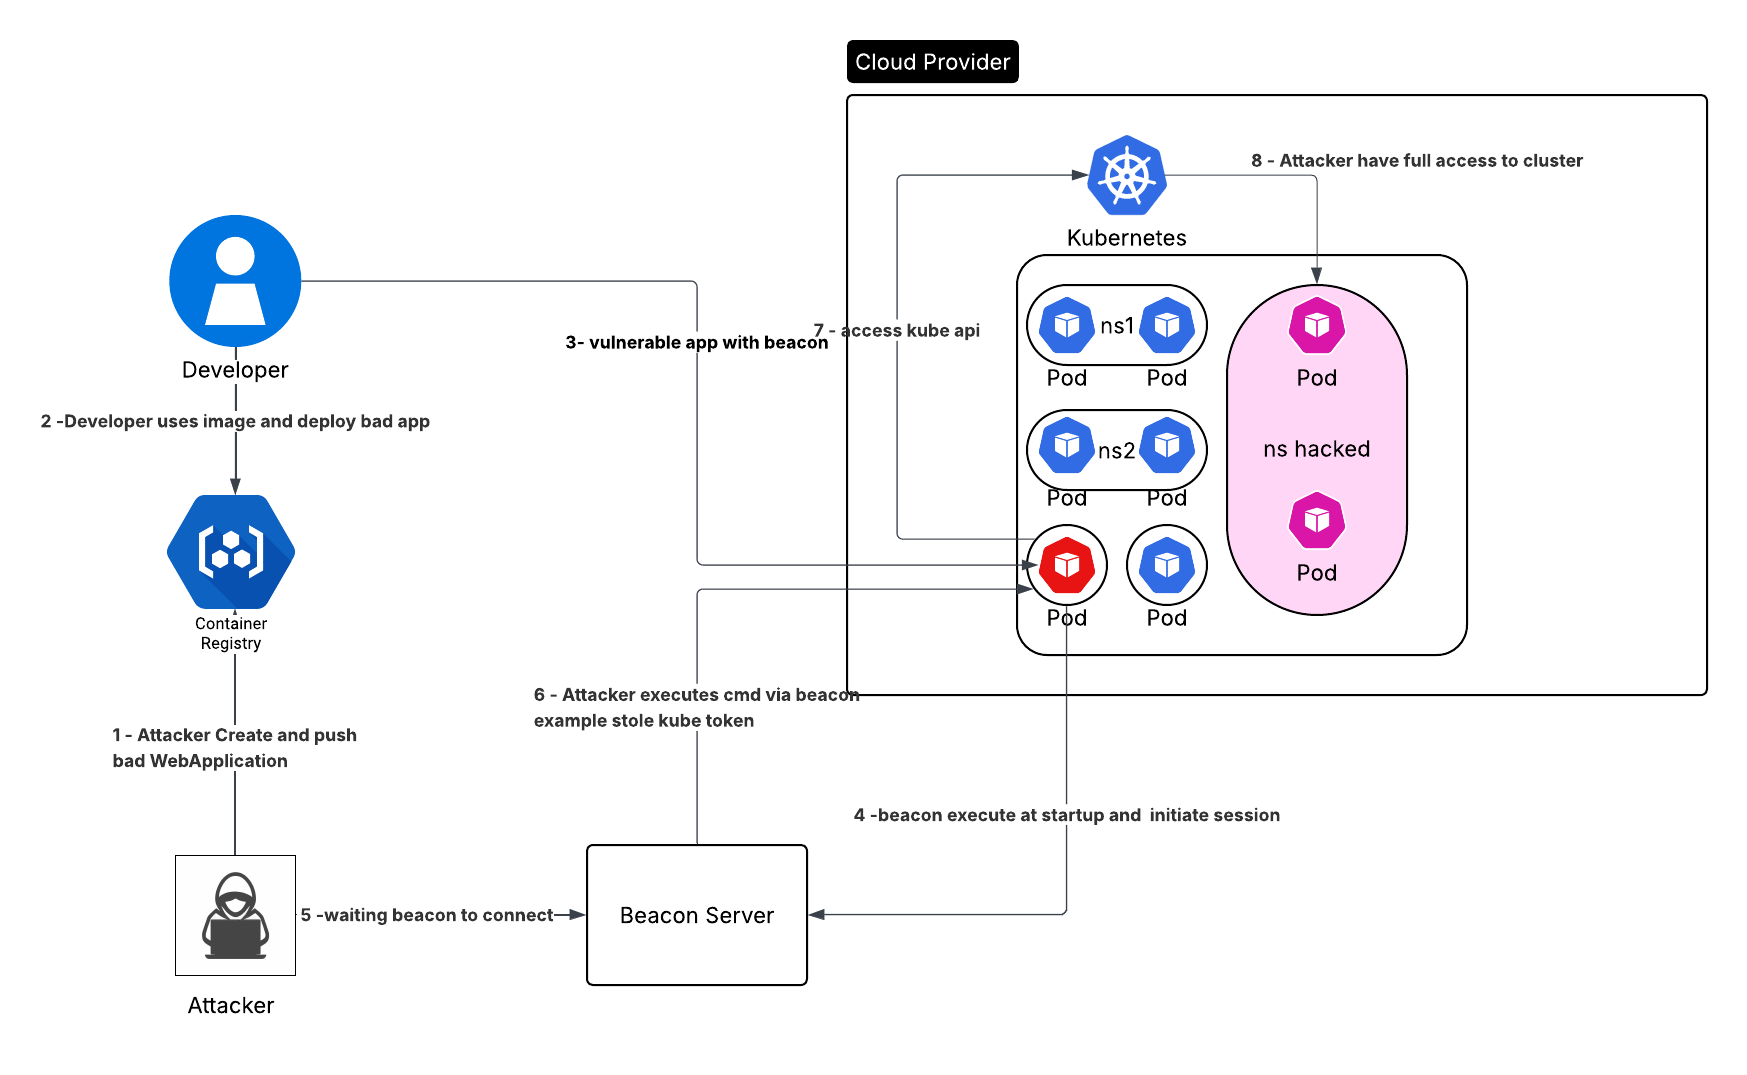 Cloud Provider
8 - Attacker have full access to cluster
Kubernetes
7 - access kube api
3- vulnerable app with beacon
ns1
Pod
Pod
Pod
ns2
ns hacked
Pod
Pod
Pod
Pod
Pod
Developer
2 -Developer uses image and deploy bad app
Container
Registry
1 - Attacker Create and push
bad WebApplication
6 - Attacker executes cmd via beacon
example stole kube token
4 -beacon execute at startup and  initiate session
5 -waiting beacon to connect
Beacon Server
Attacker